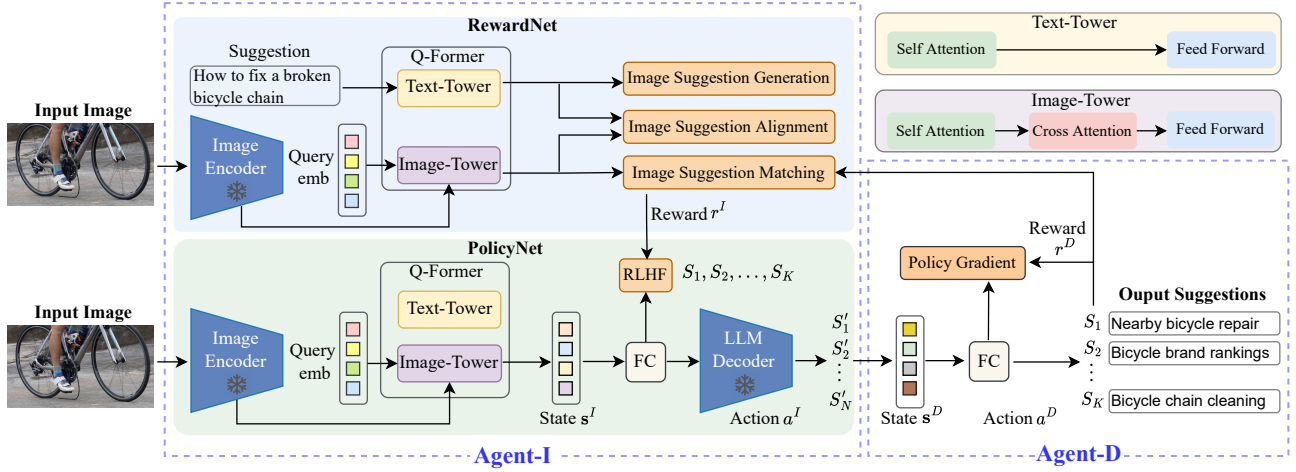 RewardNet
Suggestion
How to fix a broken
bicycle chain
Q-Former
Text-Tower
Image-Tower
Input Image
Image
Encoder
Query
emb
Image Suggestion Generation
Image Suggestion Alignment
Image Suggestion Matching
Reward r^I
Text-Tower
Self Attention
Feed Forward
Image-Tower
Self Attention
Cross Attention
Feed Forward
PolicyNet
Q-Former
Text-Tower
Image-Tower
Input Image
Image
Encoder
Query
emb
State s^I
RLHF
S_1, S_2, . . . , S_K
FC
LLM
Decoder
Action a^I
S'_1
S'_2
⋮
S'_N
Agent-I
Reward
r^D
Policy Gradient
State s^D
FC
Action a^D
Ouput Suggestions
S_1 Nearby bicycle repair
S_2 Bicycle brand rankings
⋮
S_K Bicycle chain cleaning
Agent-D